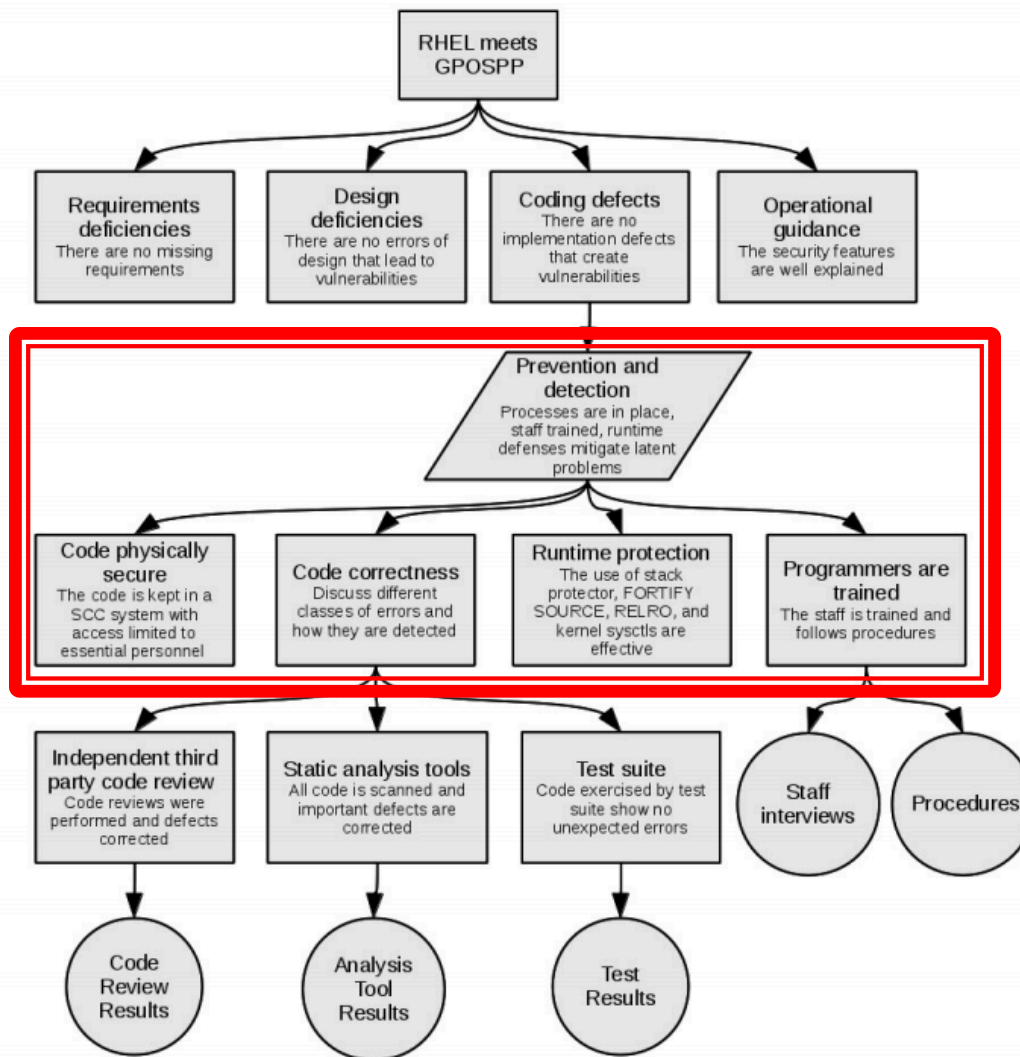 RHEL meets
GPOSPP
Requirements
deficiencies
There are no missing
requirements
Design
deficiencies
There are no errors of
design that lead to
vulnerabilities
Coding defects
There are no
implementation defects
that create
vulnerabilities
Operational
guidance
The security features
are well explained
Prevention and
detection
Processes are in place,
staff trained, runtime
defenses mitigate latent
problems
Code physically
secure
The code is kept in a
SCC system with
access limited to
essential personnel
Code correctness
Discuss different
classes of errors and
how they are detected
Runtime protection
The use of stack
protector, FORTIFY
SOURCE, RELRO, and
kernel sysctls are
effective
Programmers are
trained
The staff is trained and
follows procedures
Independent third
party code review
Code reviews were
performed and defects
corrected
Static analysis tools
All code is scanned and
important defects are
corrected
Test suite
Code exercised by test
suite show no
unexpected errors
Staff
interviews
Procedures
Code
Review
Results
Analysis
Tool
Results
Test
Results